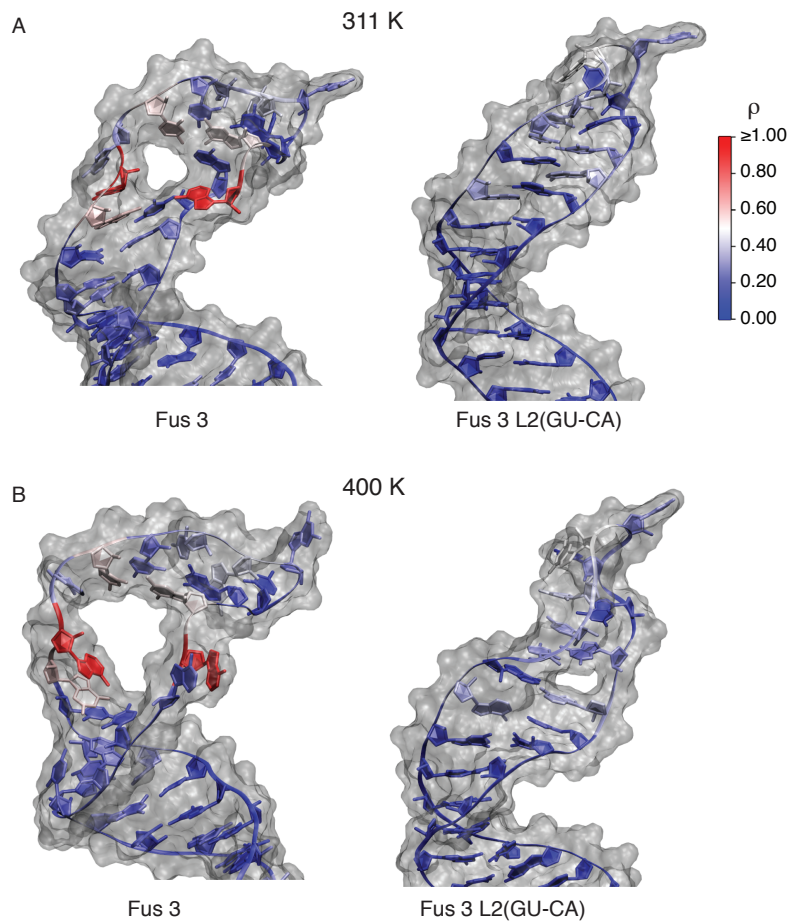 A
311 K
ρ
≥1.00
0.80
0.60
0.40
0.20
0.00
Fus 3
Fus 3 L2(GU-CA)
B
400 K
Fus 3
Fus 3 L2(GU-CA)